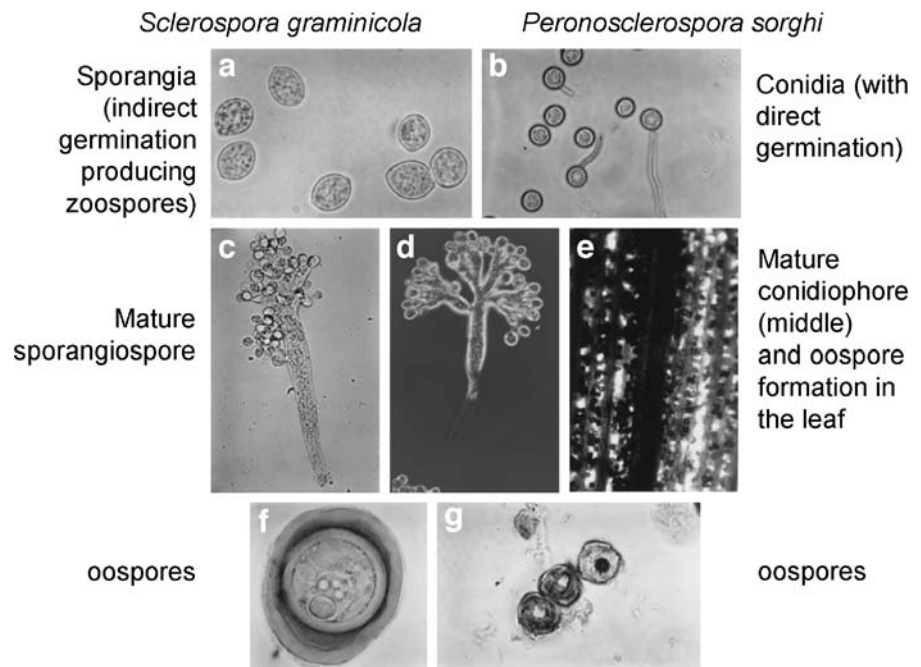 Sclerospora graminicola
Peronosclerospora sorghi
Sporangia
(indirect
germination
producing
zoospores)
a
b
Conidia (with
direct
germination)
Mature
sporangiospore
c
d
e
Mature
conidiophore
(middle)
and oospore
formation in
the leaf
oospores
f
g
oospores